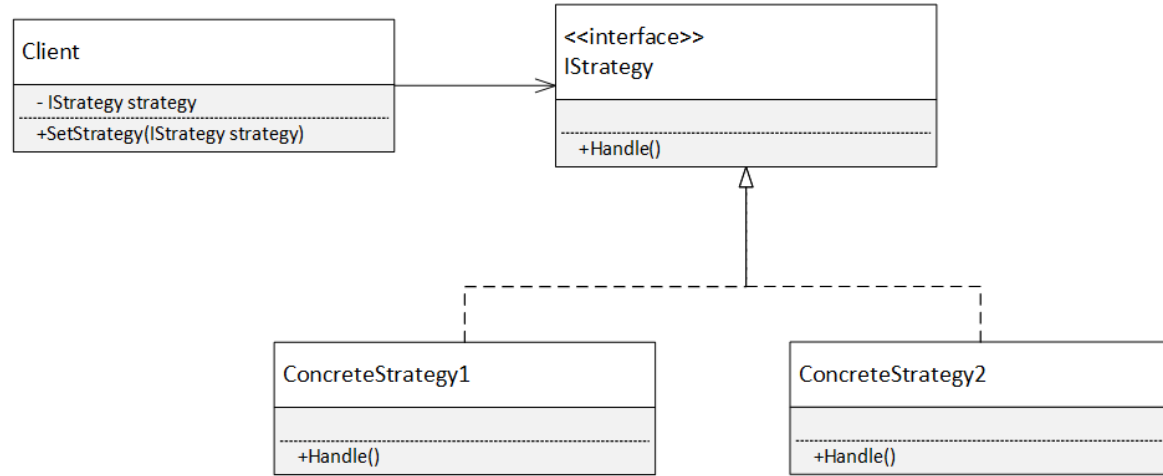 Client
- IStrategy strategy
+SetStrategy(IStrategy strategy)
<<interface>>
IStrategy
+Handle()
ConcreteStrategy1
+Handle()
ConcreteStrategy2
+Handle()